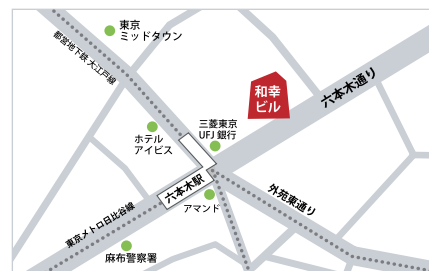 東京
ミッドタウン
都営地下鉄 大江戸線
和幸
ビル
六本木通り
三菱東京
UFJ 銀行
ホテル
アイビス
六本木駅
外苑東通り
アマンド
東京メトロ日比谷線
麻布警察署